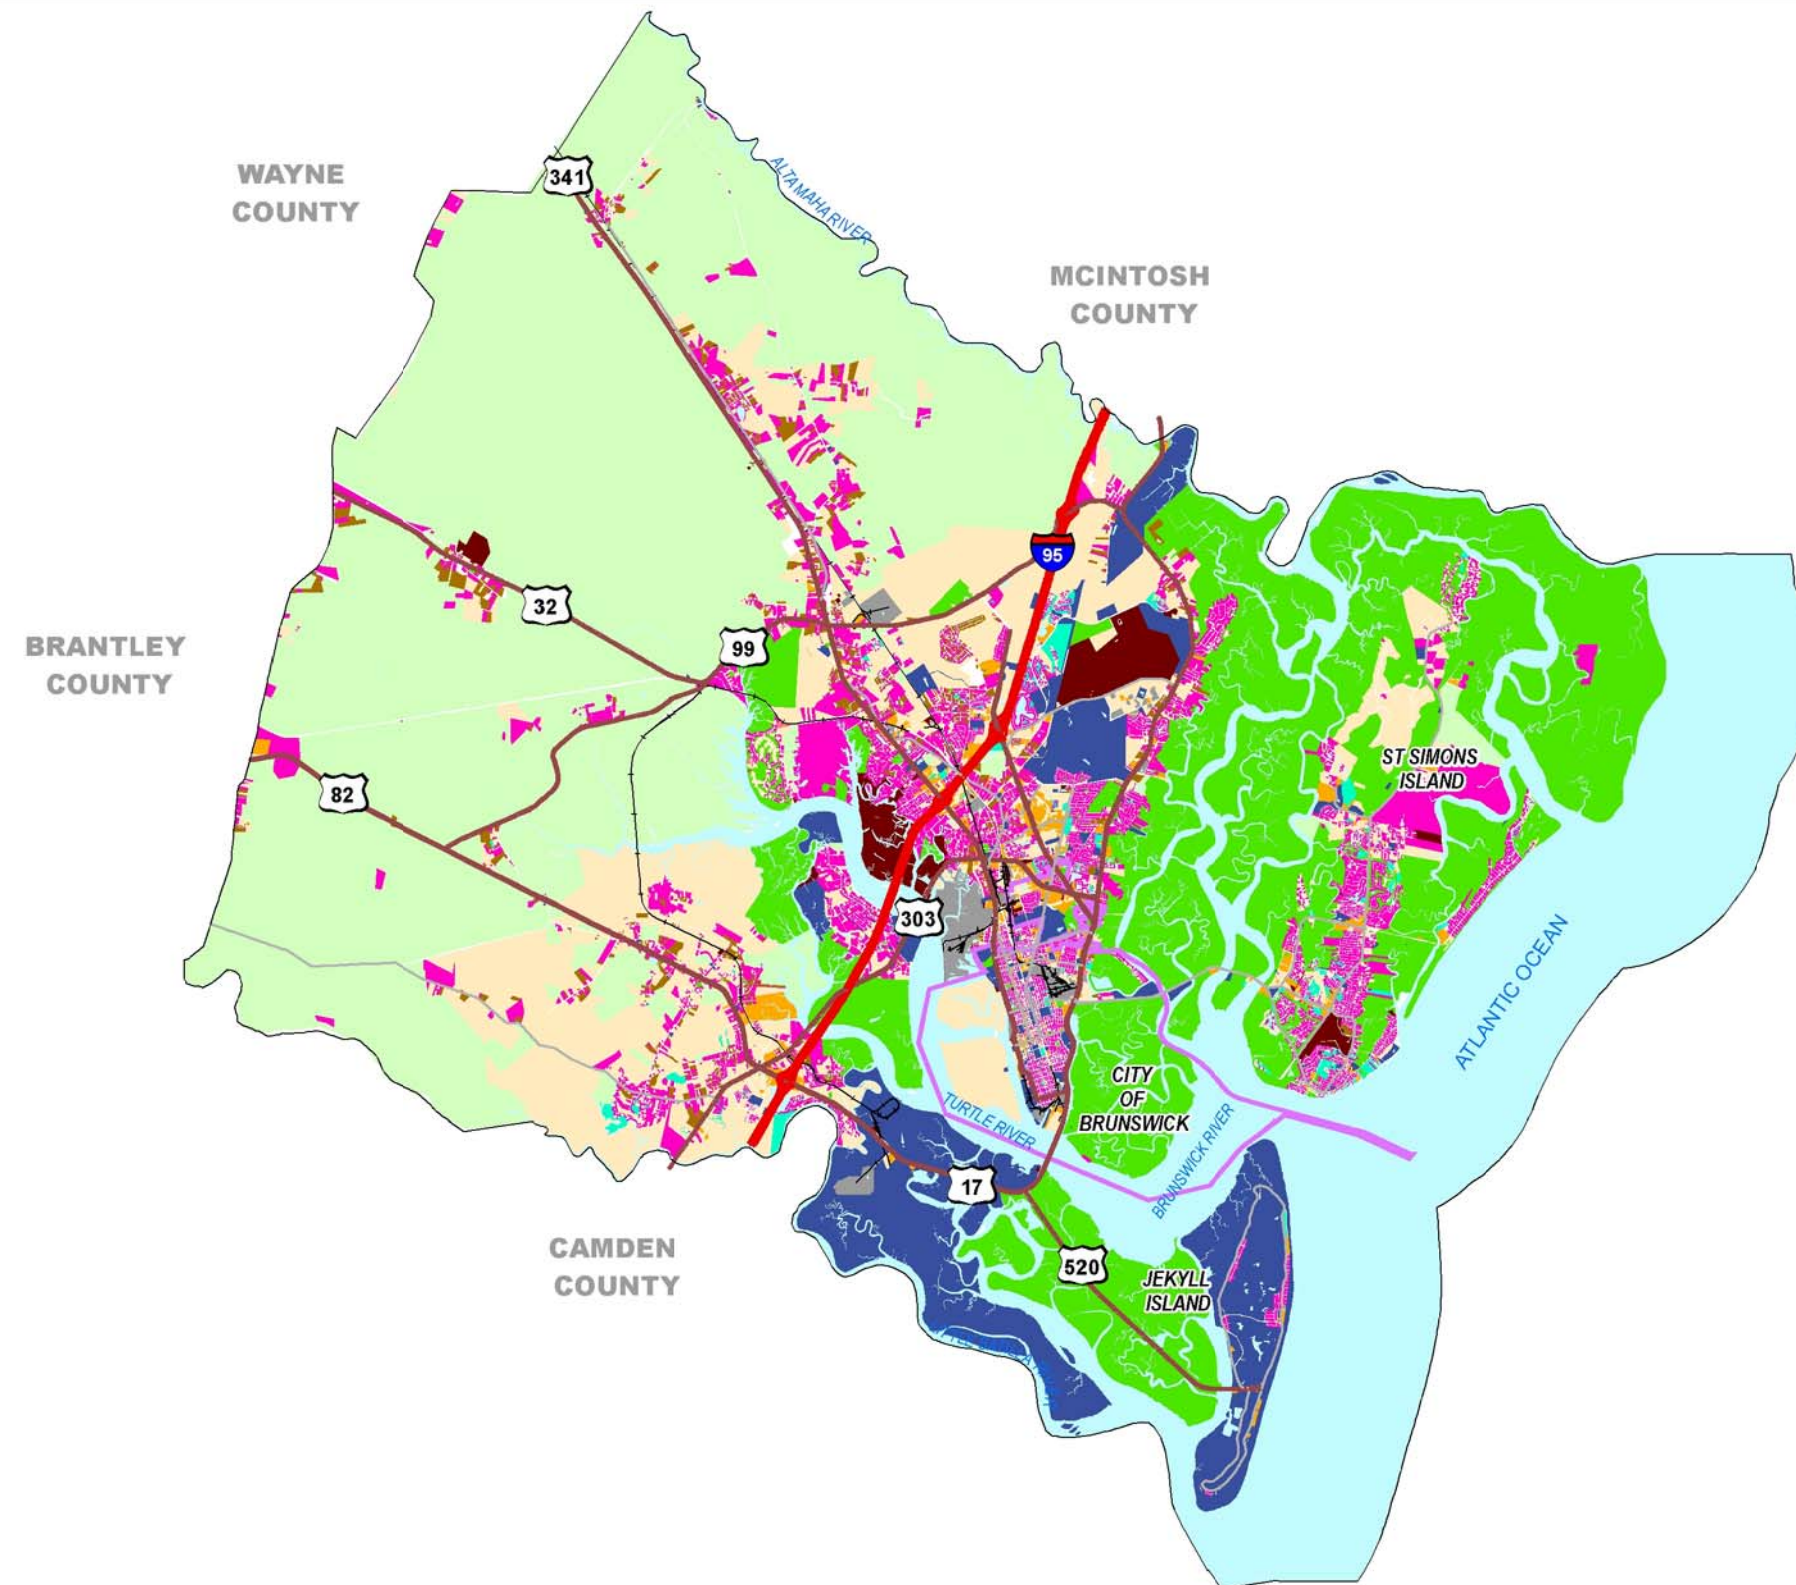 341
WAYNE
COUNTY
ALTAMAHA RIVER
MCINTOSH
COUNTY
95
32
99
BRANTLEY
COUNTY
ST SIMONS
ISLAND
82
303
ATLANTIC OCEAN
CITY
OF
BRUNSWICK
TURTLE RIVER
BRUNSWICK RIVER
17
CAMDEN
COUNTY
520
JEKYLL
ISLAND